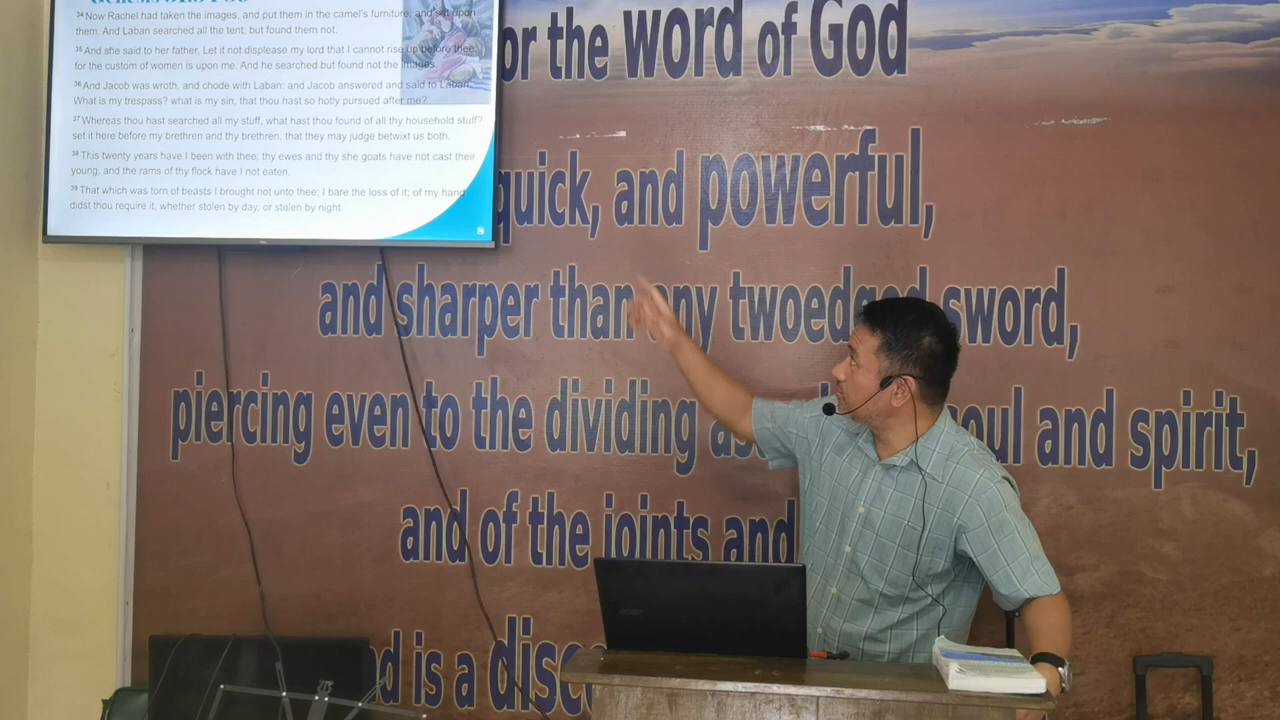 34 Now Rachel had taken the images, and put them in the camel's furniture, and sat upon
them. And Laban searched all the tent, but found them not.
35 And she said to her father, Let it not displease my lord that I cannot rise up before thee;
for the custom of women is upon me. And he searched but found not the images.
36 And Jacob was wroth, and chode with Laban: and Jacob answered and said to Laban,
What is my trespass? what is my sin, that thou hast so hotly pursued after me?
37 Whereas thou hast searched all my stuff, what hast thou found of all thy household stuff?
set it here before my brethren and thy brethren, that they may judge betwixt us both.
38 This twenty years have I been with thee; thy ewes and thy she goats have not cast their
young, and the rams of thy flock have I not eaten.
39 That which was torn of beasts I brought not unto thee; I bare the loss of it; of my hand
didst thou require it, whether stolen by day, or stolen by night.
8
or the word of God
quick, and powerful,
and sharper than any twoedged sword,
piercing even to the dividing as soul and spirit,
and of the joints and
d is a disc
acer